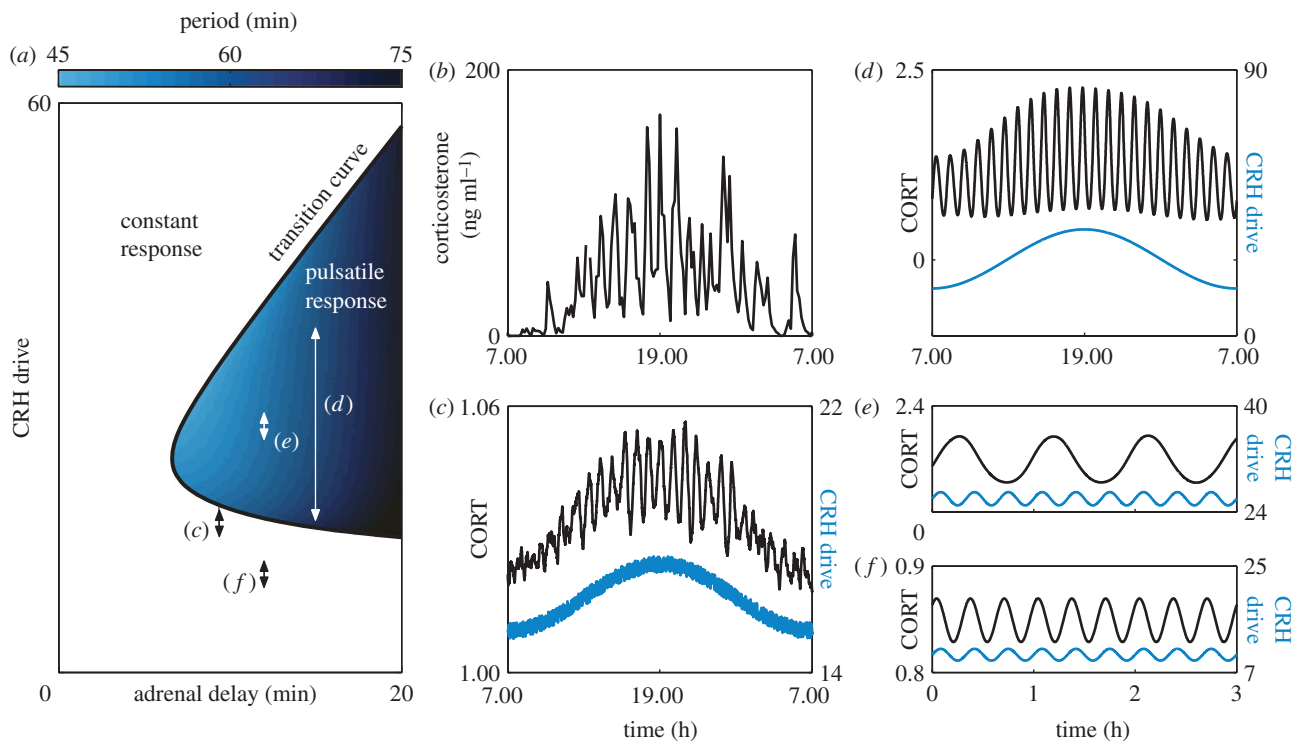 period (min)
(a) 45 60 75
60
constant
response
transition curve
pulsatile
response
(d)
(e)
(c)
(f)
CRH drive
0 adrenal delay (min) 20
(b)
200
corticosterone
(ng ml⁻¹)
0
7.00 19.00 7.00
(c)
1.06 22
CORT
CRH drive
1.00 14
7.00 19.00 7.00
time (h)
(d)
2.5 90
CORT
CRH drive
0
0
7.00 19.00 7.00
(e)
2.4 40
CORT
CRH
drive
24
0
(f)
0.9 25
CORT
CRH
drive
0.8 7
0 1 2 3
time (h)